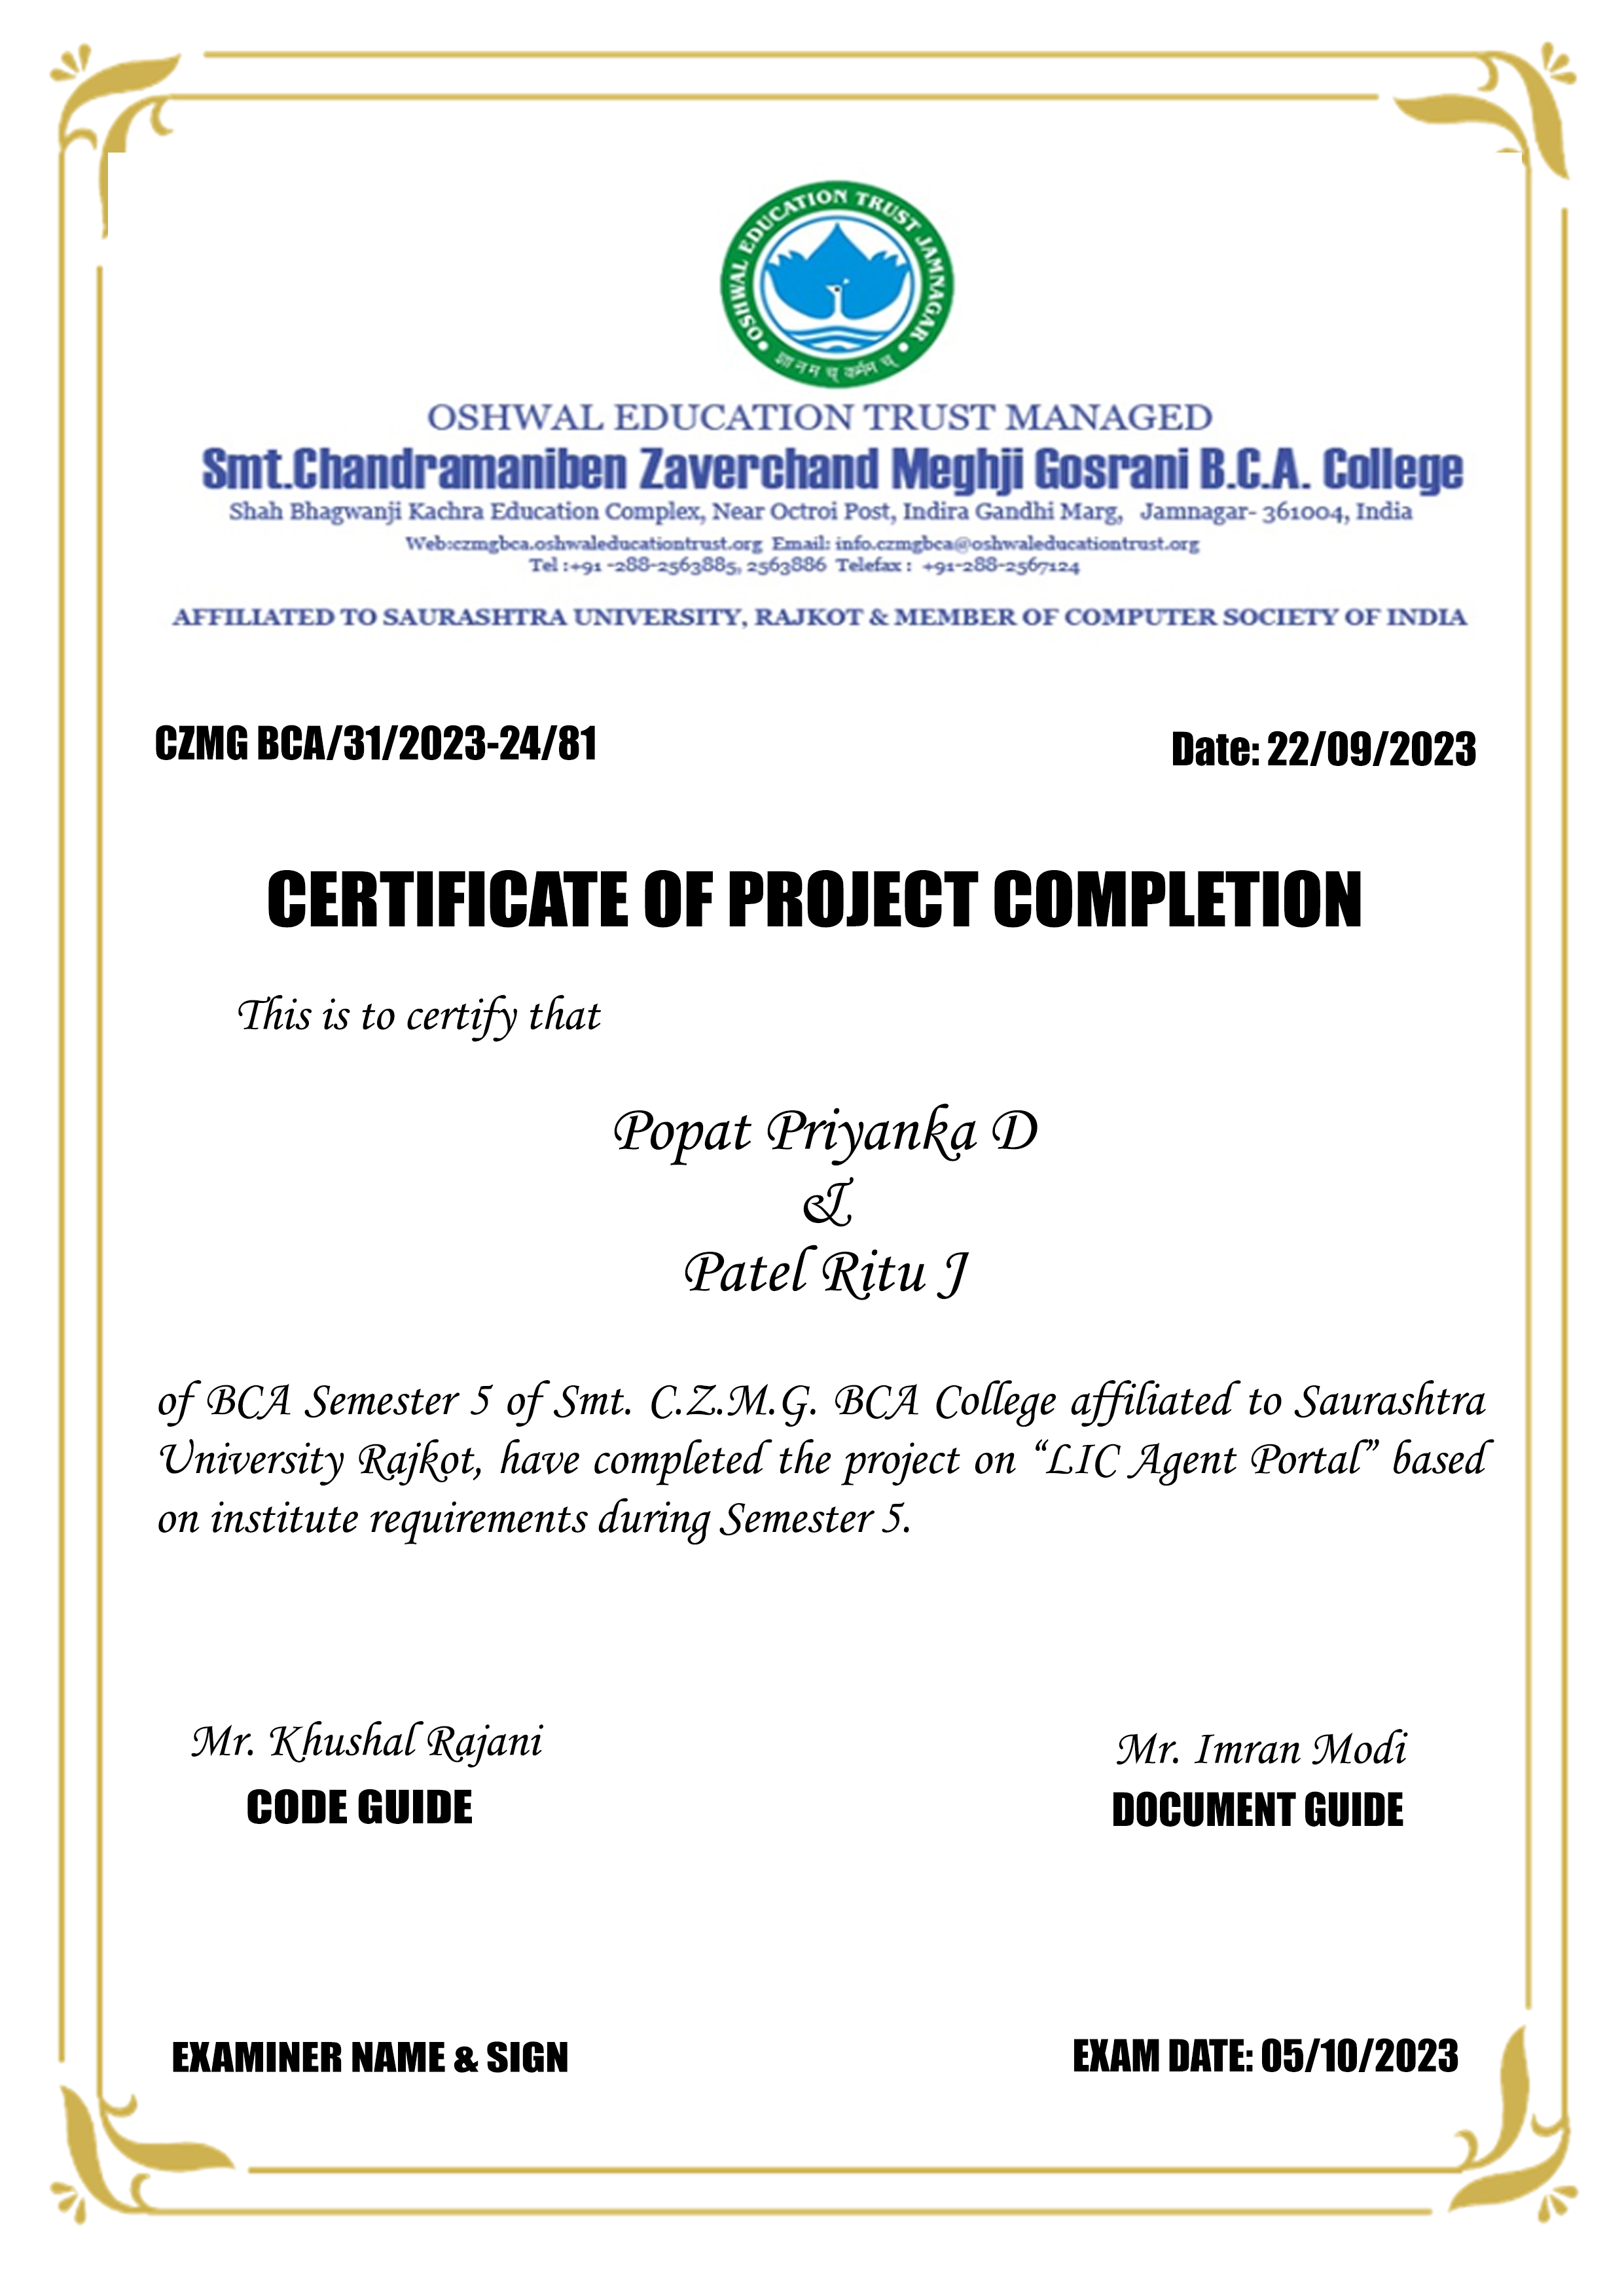 OSHWAL EDUCATION TRUST JAMNAGAR
OSHWAL EDUCATION TRUST MANAGED
Smt.Chandramaniben Zaverchand Meghji Gosrani B.C.A. College
Shah Bhagwanji Kachra Education Complex, Near Octroi Post, Indira Gandhi Marg, Jamnagar- 361004, India
Web:czmgbca.oshwaleducationtrust.org Email: info.czmgbca@oshwaleducationtrust.org
Tel :+91 -288-2563885, 2563886 Telefax : +91-288-2567124
AFFILIATED TO SAURASHTRA UNIVERSITY, RAJKOT & MEMBER OF COMPUTER SOCIETY OF INDIA
CZMG BCA/31/2023-24/81
Date: 22/09/2023
CERTIFICATE OF PROJECT COMPLETION
This is to certify that
Popat Priyanka D
&
Patel Ritu J
of BCA Semester 5 of Smt. C.Z.M.G. BCA College affiliated to Saurashtra
University Rajkot, have completed the project on “LIC Agent Portal” based
on institute requirements during Semester 5.
Mr. Khushal Rajani
CODE GUIDE
Mr. Imran Modi
DOCUMENT GUIDE
EXAMINER NAME & SIGN
EXAM DATE: 05/10/2023